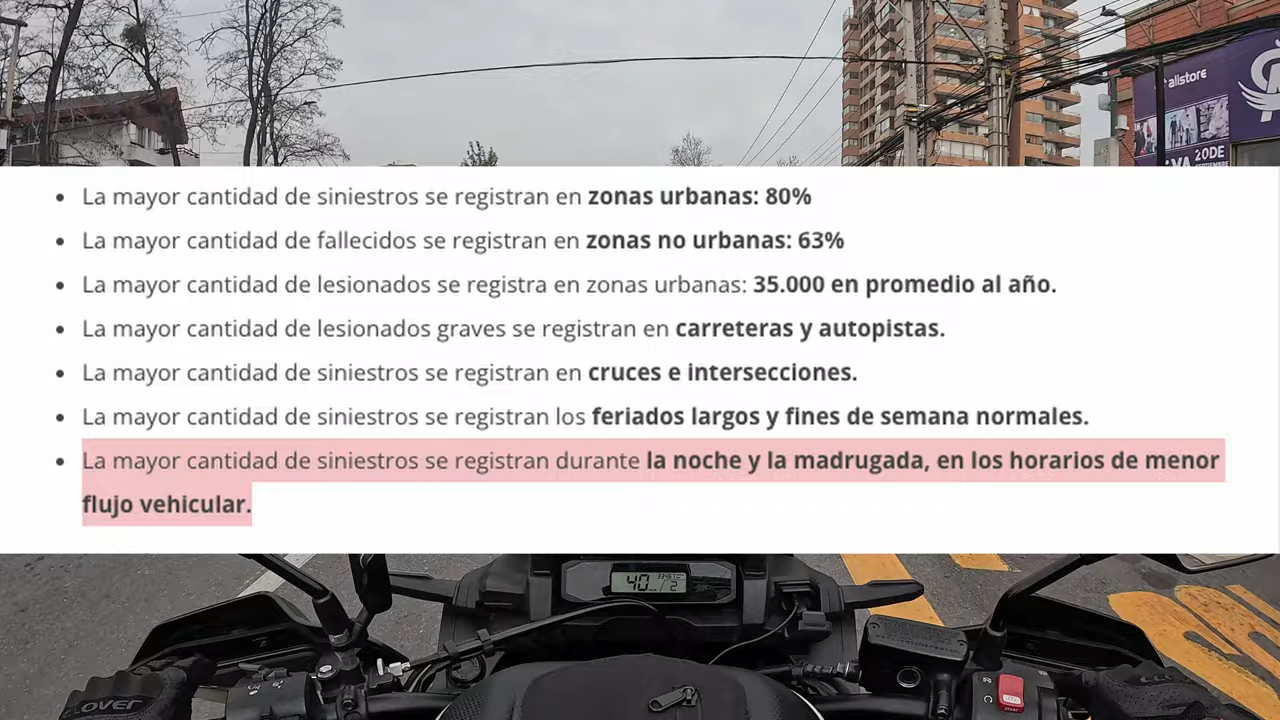 allstore
YA 20DE
SEPTIEMBRE
• La mayor cantidad de siniestros se registran en zonas urbanas: 80%
• La mayor cantidad de fallecidos se registran en zonas no urbanas: 63%
• La mayor cantidad de lesionados se registra en zonas urbanas: 35.000 en promedio al año.
• La mayor cantidad de lesionados graves se registran en carreteras y autopistas.
• La mayor cantidad de siniestros se registran en cruces e intersecciones.
• La mayor cantidad de siniestros se registran los feriados largos y fines de semana normales.
• La mayor cantidad de siniestros se registran durante la noche y la madrugada, en los horarios de menor
flujo vehicular.
40
2
START